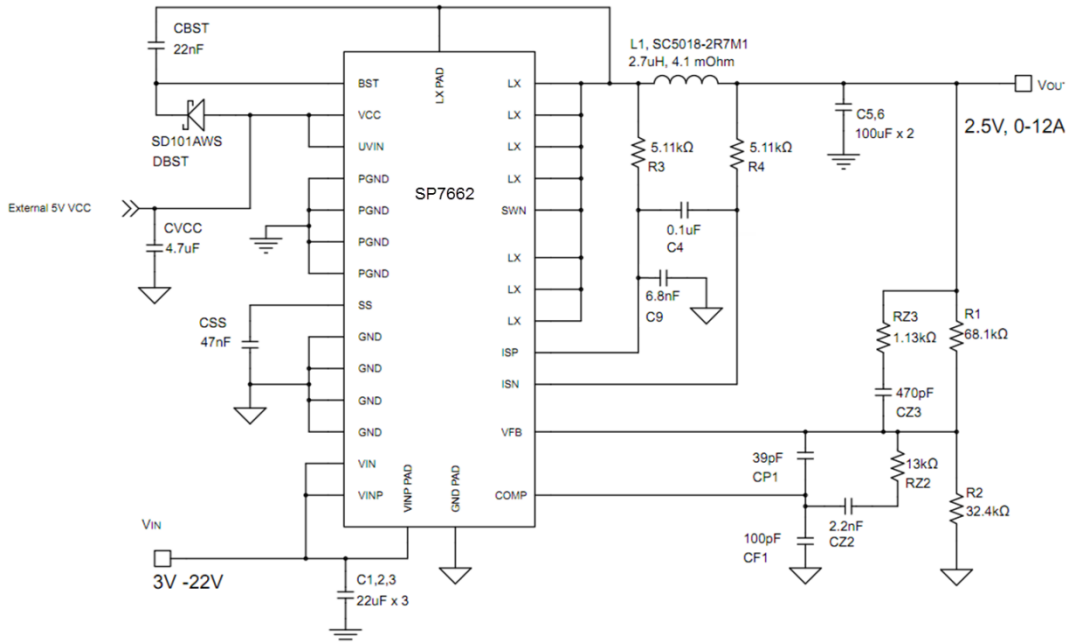 CBST
22nF
SD101AWS
DBST
External 5V VCC
CVCC
4.7uF
CSS
47nF
VIN
3V -22V
C1,2,3
22uF x 3
LX PAD
BST
VCC
UVIN
PGND
PGND
PGND
PGND
SS
GND
GND
GND
GND
VIN
VINP
VINP PAD
GND PAD
SP7662
LX
LX
LX
LX
SWN
LX
LX
LX
ISP
ISN
VFB
COMP
L1, SC5018-2R7M1
2.7uH, 4.1 mOhm
5.11kΩ
R3
5.11kΩ
R4
0.1uF
C4
6.8nF
C9
C5,6
100uF x 2
VOUT
2.5V, 0-12A
RZ3
1.13kΩ
R1
68.1kΩ
470pF
CZ3
39pF
CP1
13kΩ
RZ2
2.2nF
CZ2
100pF
CF1
R2
32.4kΩ